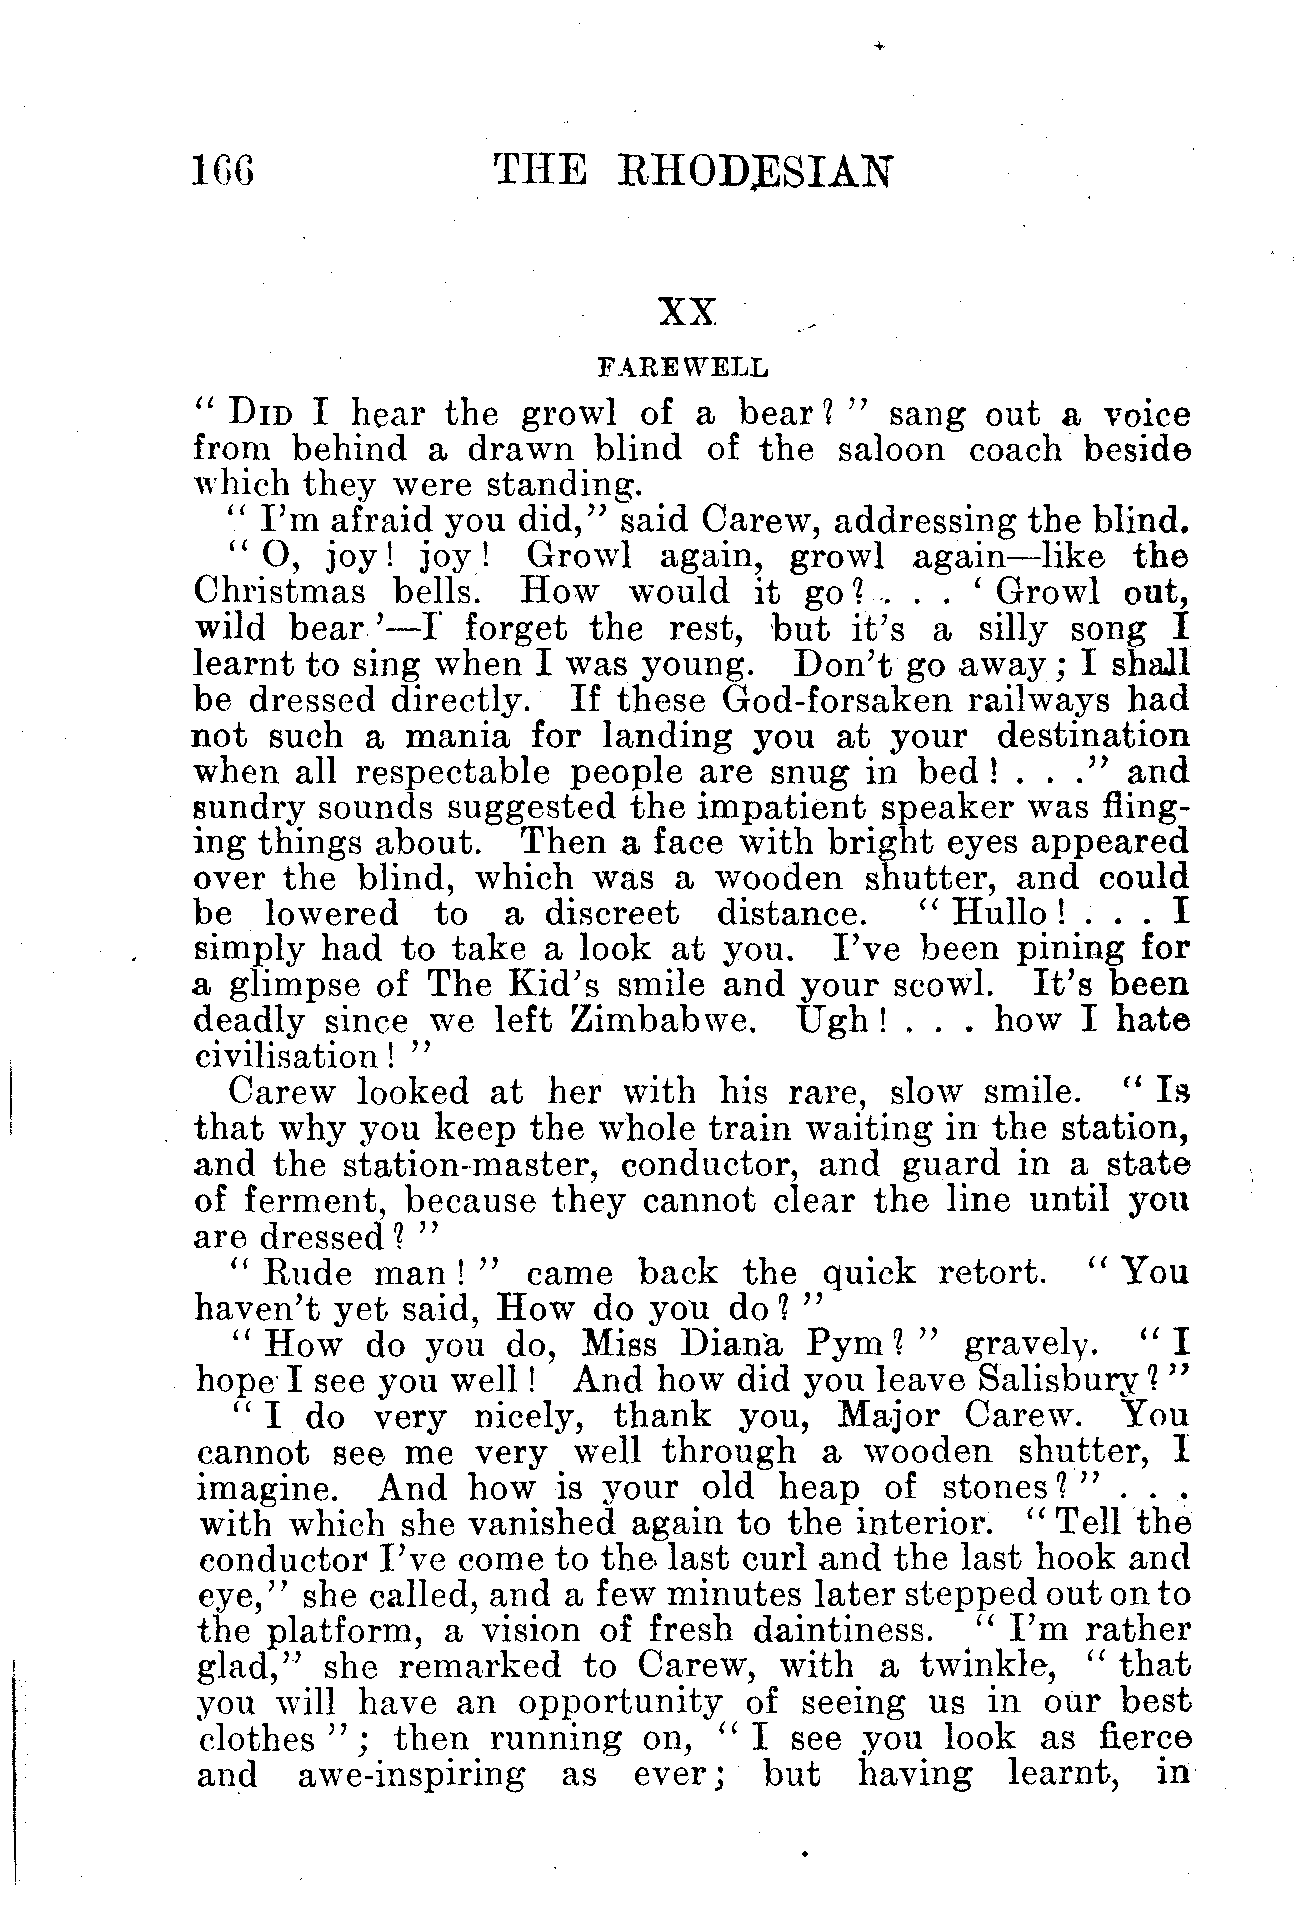 166 THE RHODESIAN
XX
FAREWELL
“ DID I hear the growl of a bear? ” sang out a voice
from behind a drawn blind of the saloon coach beside
which they were standing.
“ I’m afraid you did,” said Carew, addressing the blind.
“ O, joy! joy! Growl again, growl again—like the
Christmas bells. How would it go? . . . ‘ Growl out,
wild bear ’—I forget the rest, but it’s a silly song I
learnt to sing when I was young. Don’t go away; I shall
be dressed directly. If these God-forsaken railways had
not such a mania for landing you at your destination
when all respectable people are snug in bed! . . .” and
sundry sounds suggested the impatient speaker was fling-
ing things about. Then a face with bright eyes appeared
over the blind, which was a wooden shutter, and could
be lowered to a discreet distance. “ Hullo! . . . I
simply had to take a look at you. I’ve been pining for
a glimpse of The Kid’s smile and your scowl. It’s been
deadly since we left Zimbabwe. Ugh! . . . how I hate
civilisation! ”
Carew looked at her with his rare, slow smile. “ Is
that why you keep the whole train waiting in the station,
and the station-master, conductor, and guard in a state
of ferment, because they cannot clear the line until you
are dressed? ”
“ Rude man! ” came back the quick retort. “ You
haven’t yet said, How do you do? ”
“ How do you do, Miss Diana Pym? ” gravely. “ I
hope I see you well! And how did you leave Salisbury? ”
“ I do very nicely, thank you, Major Carew. You
cannot see me very well through a wooden shutter, I
imagine. And how is your old heap of stones? ” . . .
with which she vanished again to the interior. “ Tell the
conductor I’ve come to the last curl and the last hook and
eye,” she called, and a few minutes later stepped out on to
the platform, a vision of fresh daintiness. “ I’m rather
glad,” she remarked to Carew, with a twinkle, “ that
you will have an opportunity of seeing us in our best
clothes ”; then running on, “ I see you look as fierce
and awe-inspiring as ever; but having learnt, in